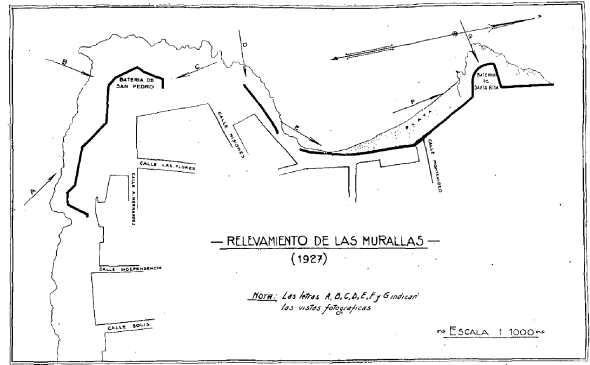 BATERIA DE
SAN PEDRO
BATERIA
DE
SANTA RITA
A
B
C
D
E
F
G
PLAYA
CALLE MISIONES
CALLE LAS FLORES
CALLE MONTEVIDEO
CALLE INDEPENDENCIA
CALLE SOLIS
— RELEVAMIENTO DE LAS MURALLAS —
(1927)
NOTA: Las letras A, B, C, D, E, F y G indican
las vistas fotograficas
ESCALA 1 1000